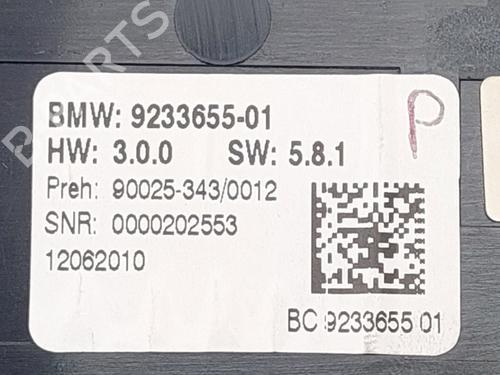 PARTS
BMW: 9233655-01
HW: 3.0.0 SW: 5.8.1
Preh: 90025-343/0012
SNR: 0000202553
12062010
BC 9233655 01
P